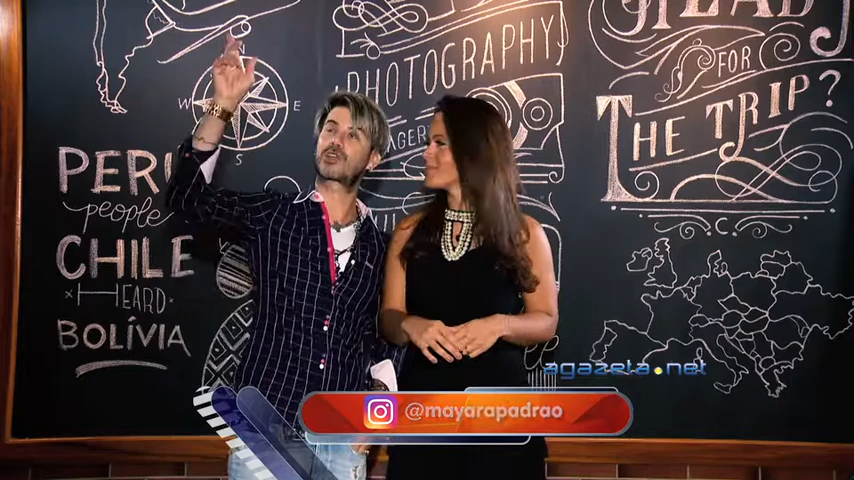 PHOTOGRAPHY
FOR
THE TRIP?
W
S
PERU
people
CHILE
x Heard x
BOLÍVIA
agazeta.net
@mayarapadrao